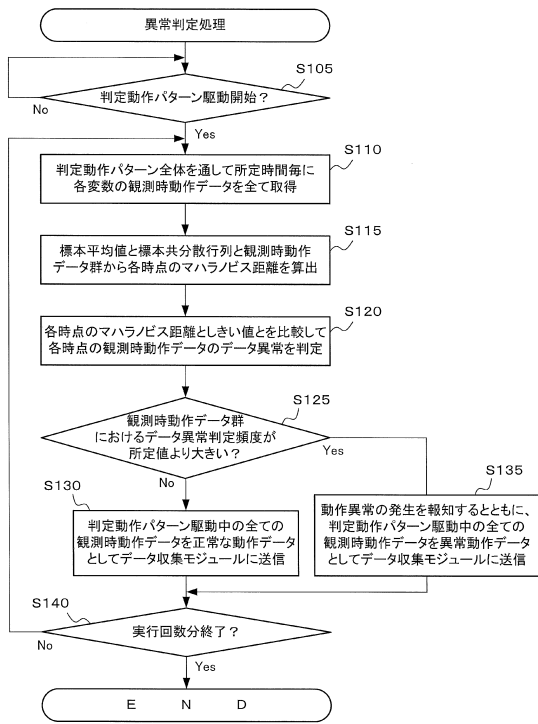 異常判定処理
S105
判定動作パターン駆動開始？
No
Yes
S110
判定動作パターン全体を通して所定時間毎に
各変数の観測時動作データを全て取得
S115
標本平均値と標本共分散行列と観測時動作
データ群から各時点のマハラノビス距離を算出
S120
各時点のマハラノビス距離としきい値とを比較して
各時点の観測時動作データのデータ異常を判定
S125
観測時動作データ群
におけるデータ異常判定頻度が
所定値より大きい？
Yes
No
S130
判定動作パターン駆動中の全ての
観測時動作データを正常な動作データ
としてデータ収集モジュールに送信
S135
動作異常の発生を報知するとともに、
判定動作パターン駆動中の全ての
観測時動作データを異常動作データ
としてデータ収集モジュールに送信
S140
実行回数分終了？
No
Yes
E N D